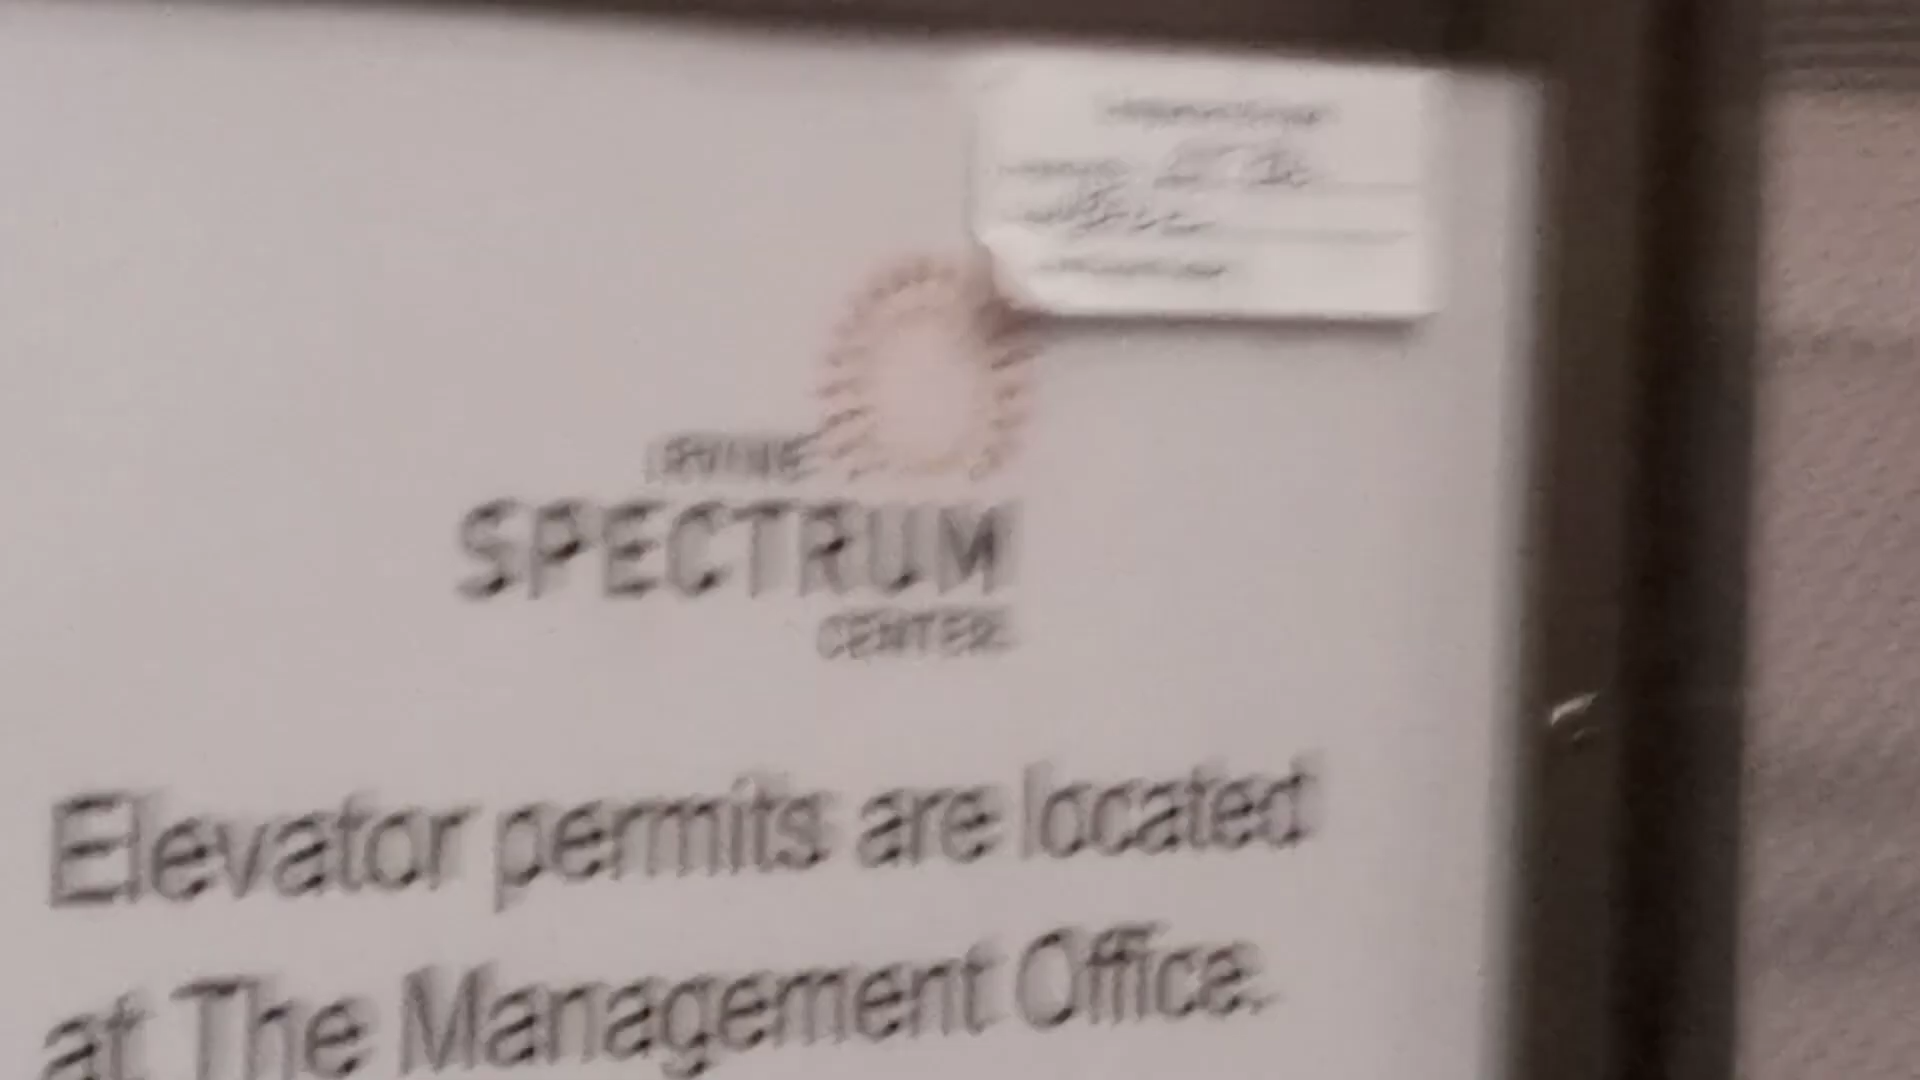 IRVINE
SPECTRUM
CENTER
Elevator permits are located
at The Management Office.